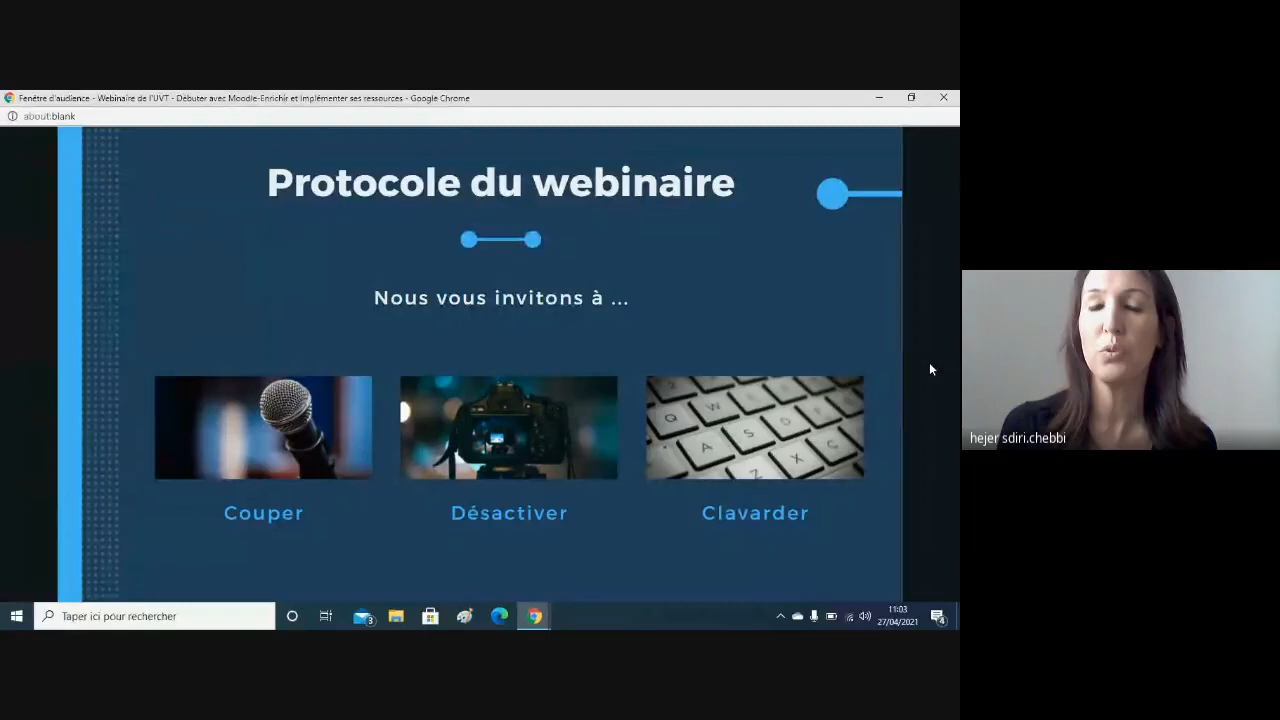 Fenêtre d'audience - Webinaire de l'UVT - Débuter avec Moodle-Enrichir et Implémenter ses ressources - Google Chrome
about:blank
Protocole du webinaire
Nous vous invitons à ...
Q W
A S D F
Z X C
Couper
Désactiver
Clavarder
hejer sdiri.chebbi
Taper ici pour rechercher
3
11:03
27/04/2021
4